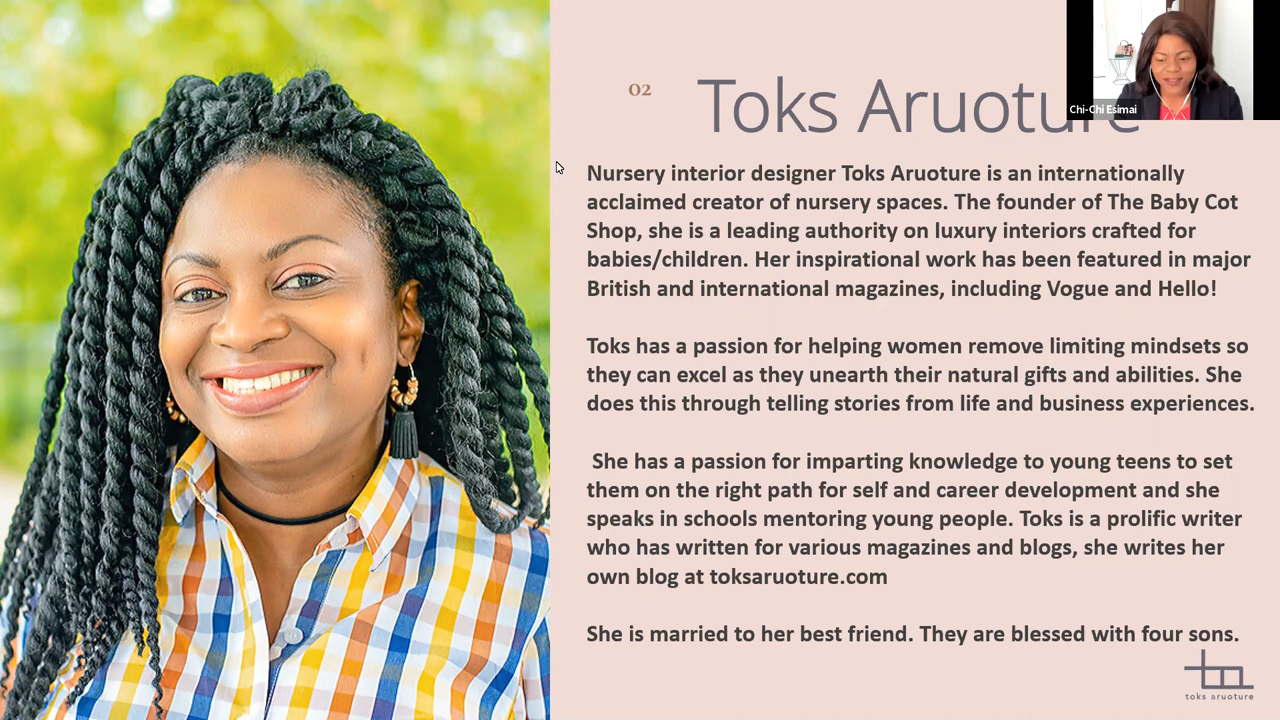 02
Toks Aruoture
Chi-Chi Esimai
Nursery interior designer Toks Aruoture is an internationally
acclaimed creator of nursery spaces. The founder of The Baby Cot
Shop, she is a leading authority on luxury interiors crafted for
babies/children. Her inspirational work has been featured in major
British and international magazines, including Vogue and Hello!
Toks has a passion for helping women remove limiting mindsets so
they can excel as they unearth their natural gifts and abilities. She
does this through telling stories from life and business experiences.
She has a passion for imparting knowledge to young teens to set
them on the right path for self and career development and she
speaks in schools mentoring young people. Toks is a prolific writer
who has written for various magazines and blogs, she writes her
own blog at toksaruoture.com
She is married to her best friend. They are blessed with four sons.
toks aruoture